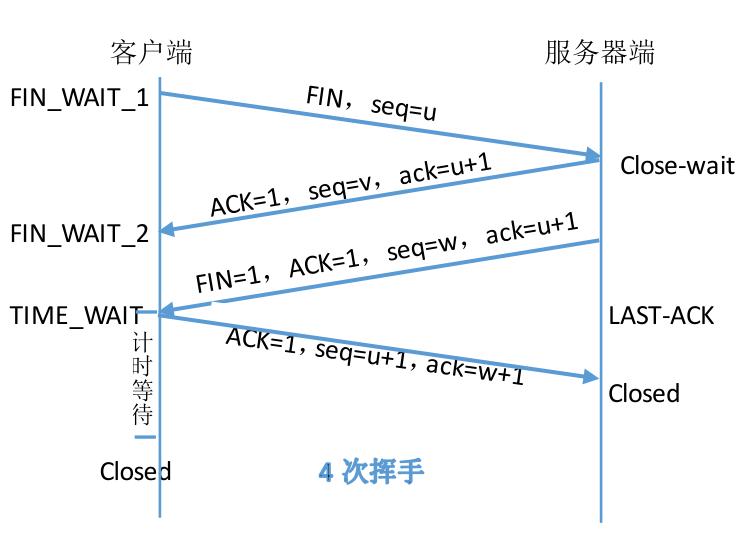 客户端
服务器端
FIN_WAIT_1
FIN，seq=u
Close-wait
ACK=1，seq=v，ack=u+1
FIN_WAIT_2
FIN=1，ACK=1，seq=w，ack=u+1
TIME_WAIT
LAST-ACK
ACK=1，seq=u+1，ack=w+1
计时等待
Closed
Closed
4 次挥手